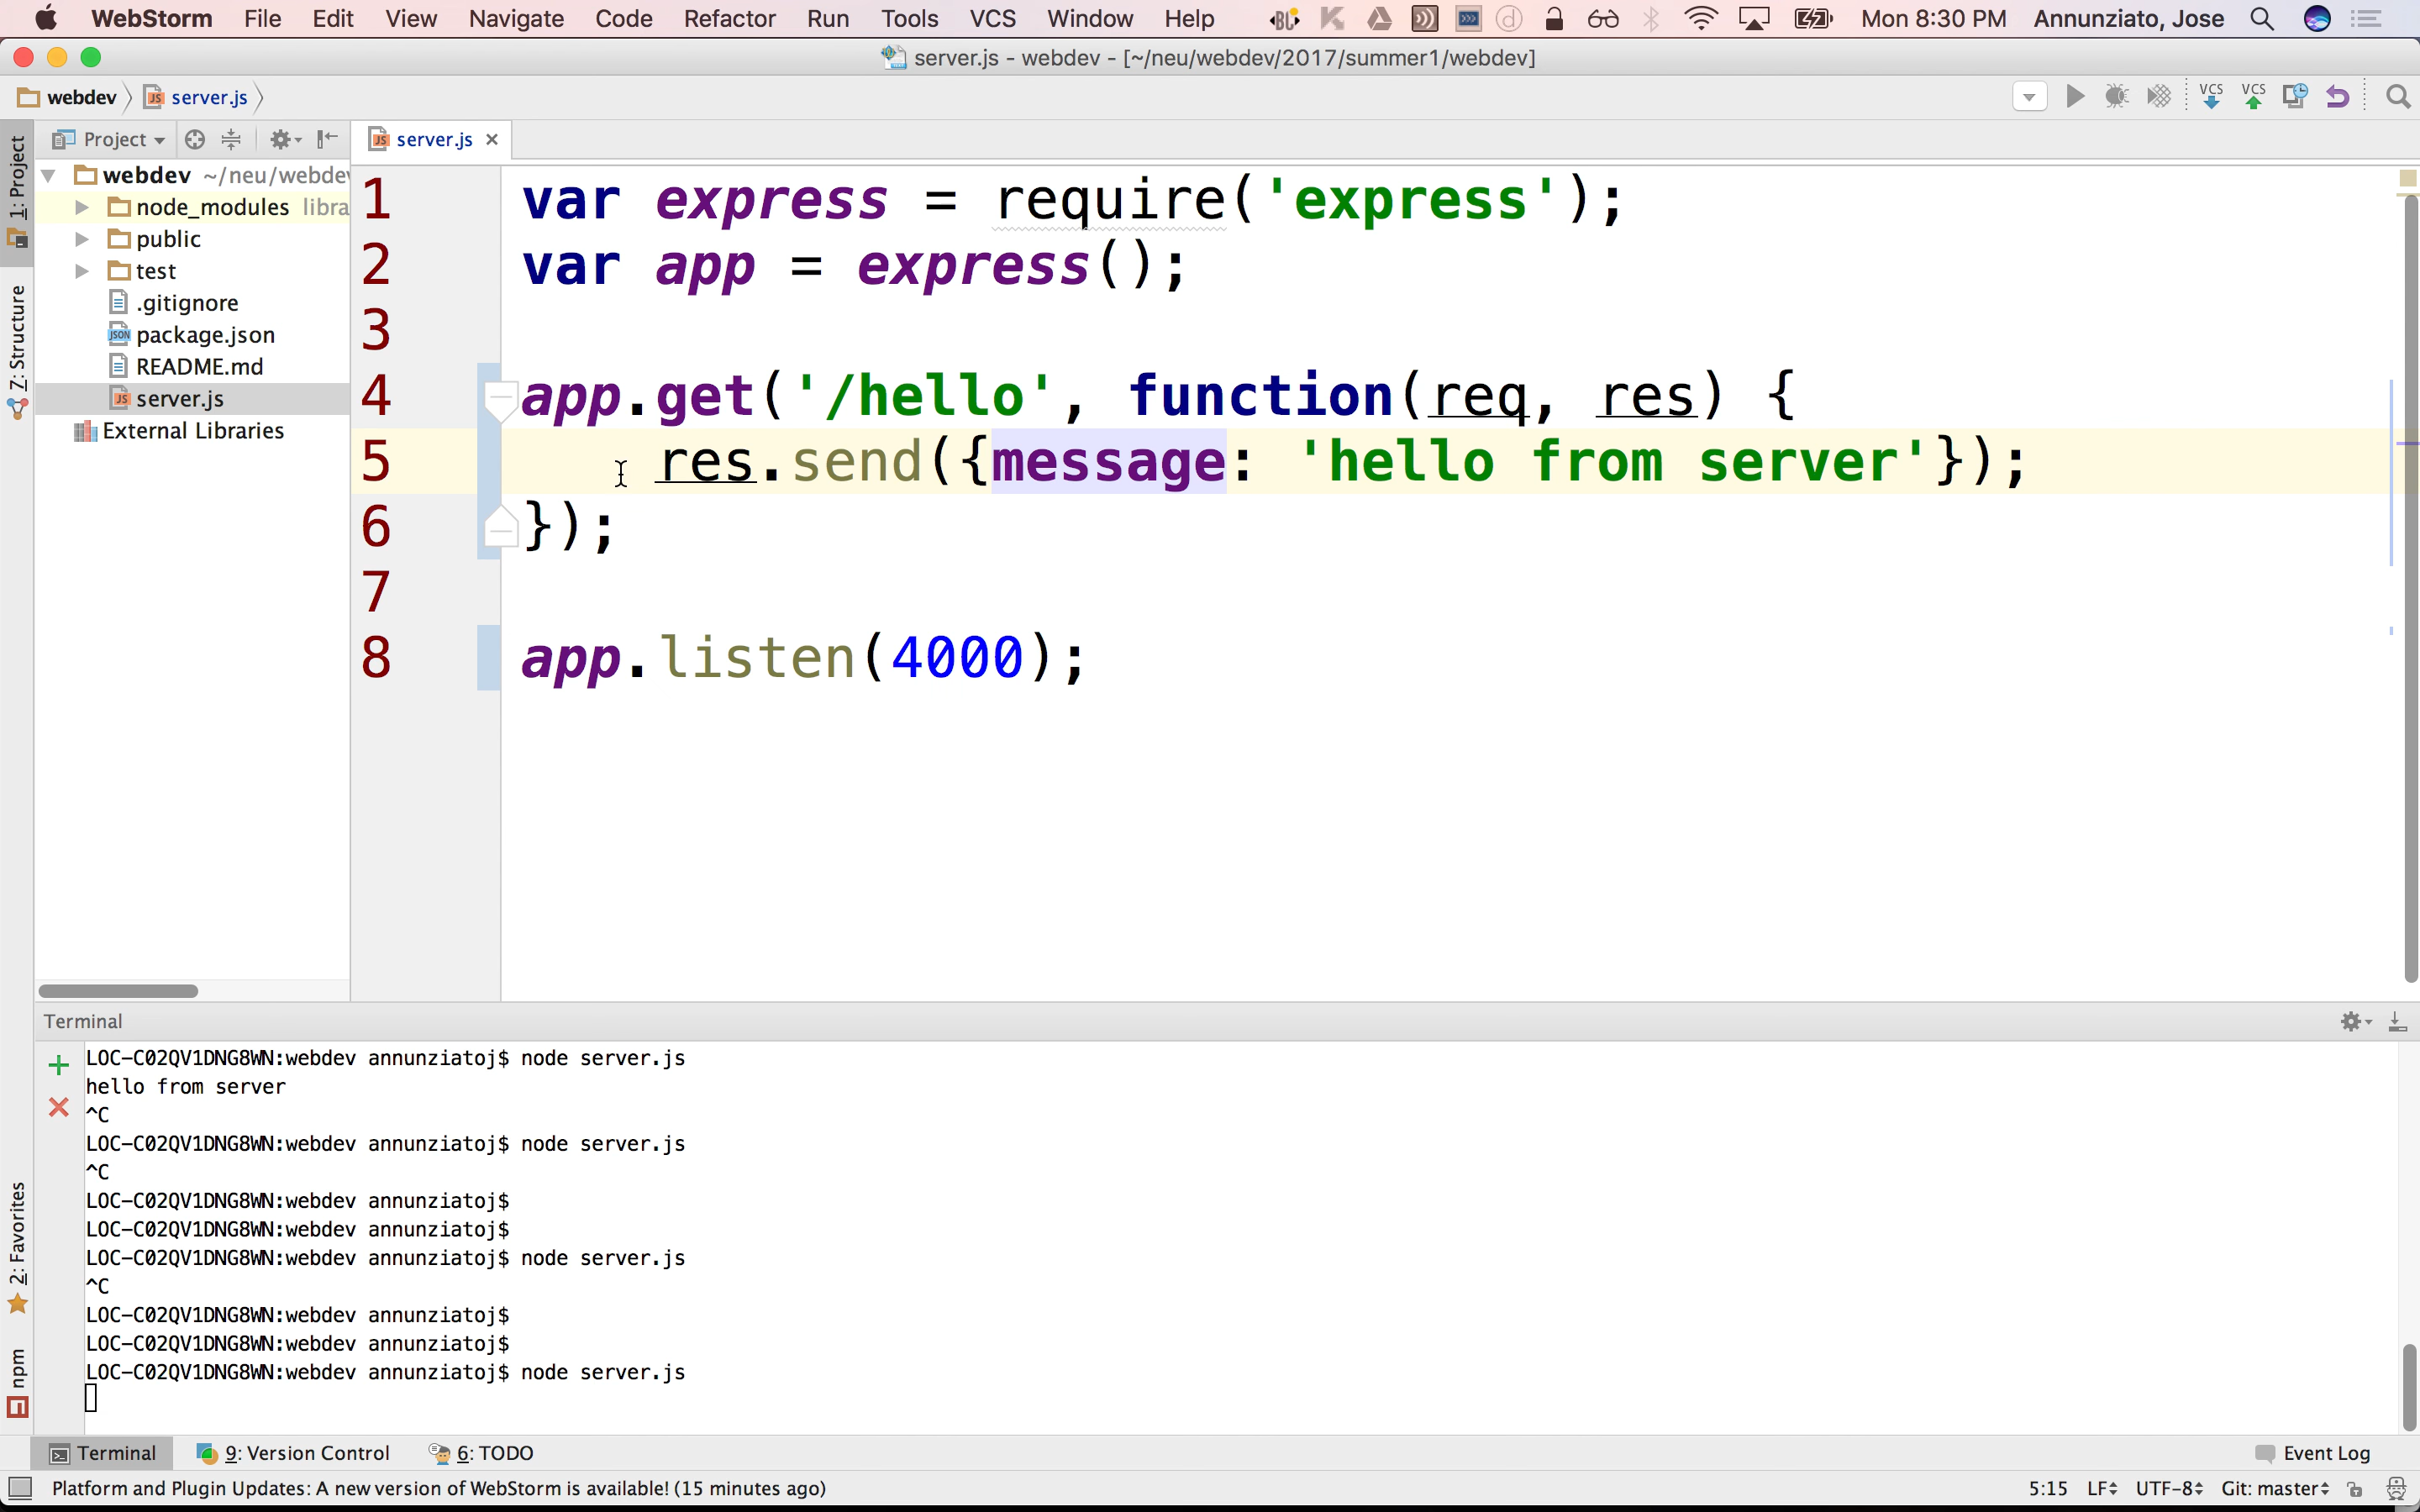 WebStorm File Edit View Navigate Code Refactor Run Tools VCS Window Help Mon 8:30 PM Annunziato, Jose
server.js - webdev - [~/neu/webdev/2017/summer1/webdev]
webdev server.js VCS VCS
1: Project
Project
server.js
webdev ~/neu/webdev
node_modules libra
public
test
.gitignore
package.json
README.md
server.js
External Libraries
7: Structure
1 var express = require('express');
2 var app = express();
3
4 app.get('/hello', function(req, res) {
5 res.send({message: 'hello from server'});
6 });
7
8 app.listen(4000);
Terminal
LOC-C02QV1DNG8WN:webdev annunziatoj$ node server.js
hello from server
^C
LOC-C02QV1DNG8WN:webdev annunziatoj$ node server.js
^C
LOC-C02QV1DNG8WN:webdev annunziatoj$
LOC-C02QV1DNG8WN:webdev annunziatoj$
LOC-C02QV1DNG8WN:webdev annunziatoj$ node server.js
^C
LOC-C02QV1DNG8WN:webdev annunziatoj$
LOC-C02QV1DNG8WN:webdev annunziatoj$
LOC-C02QV1DNG8WN:webdev annunziatoj$ node server.js
2: Favorites
npm
Terminal 9: Version Control 6: TODO Event Log
Platform and Plugin Updates: A new version of WebStorm is available! (15 minutes ago) 5:15 LF UTF-8 Git: master